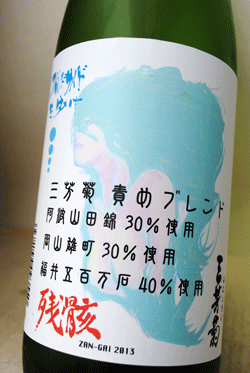 三芳菊 責めブレンド
阿波山田錦 30%使用
岡山雄町 30%使用
福井五百万石 40%使用
三芳菊
残骸
ZAN-GAI 2013